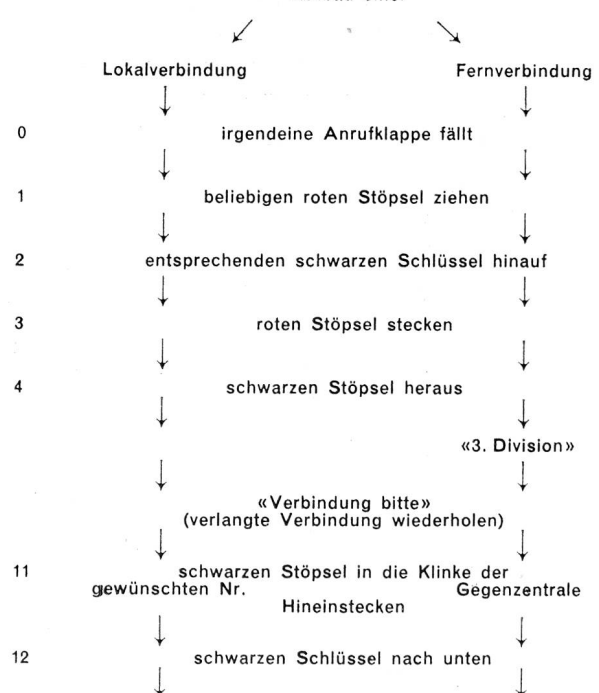 Lokalverbindung Fernverbindung
0 irgendeine Anrufklappe fällt
1 beliebigen roten Stöpsel ziehen
2 entsprechenden schwarzen Schlüssel hinauf
3 roten Stöpsel stecken
4 schwarzen Stöpsel heraus
«3. Division»
«Verbindung bitte»
(verlangte Verbindung wiederholen)
11 schwarzen Stöpsel in die Klinke der
gewünschten Nr. Gegenzentrale
Hineinstecken
12 schwarzen Schlüssel nach unten